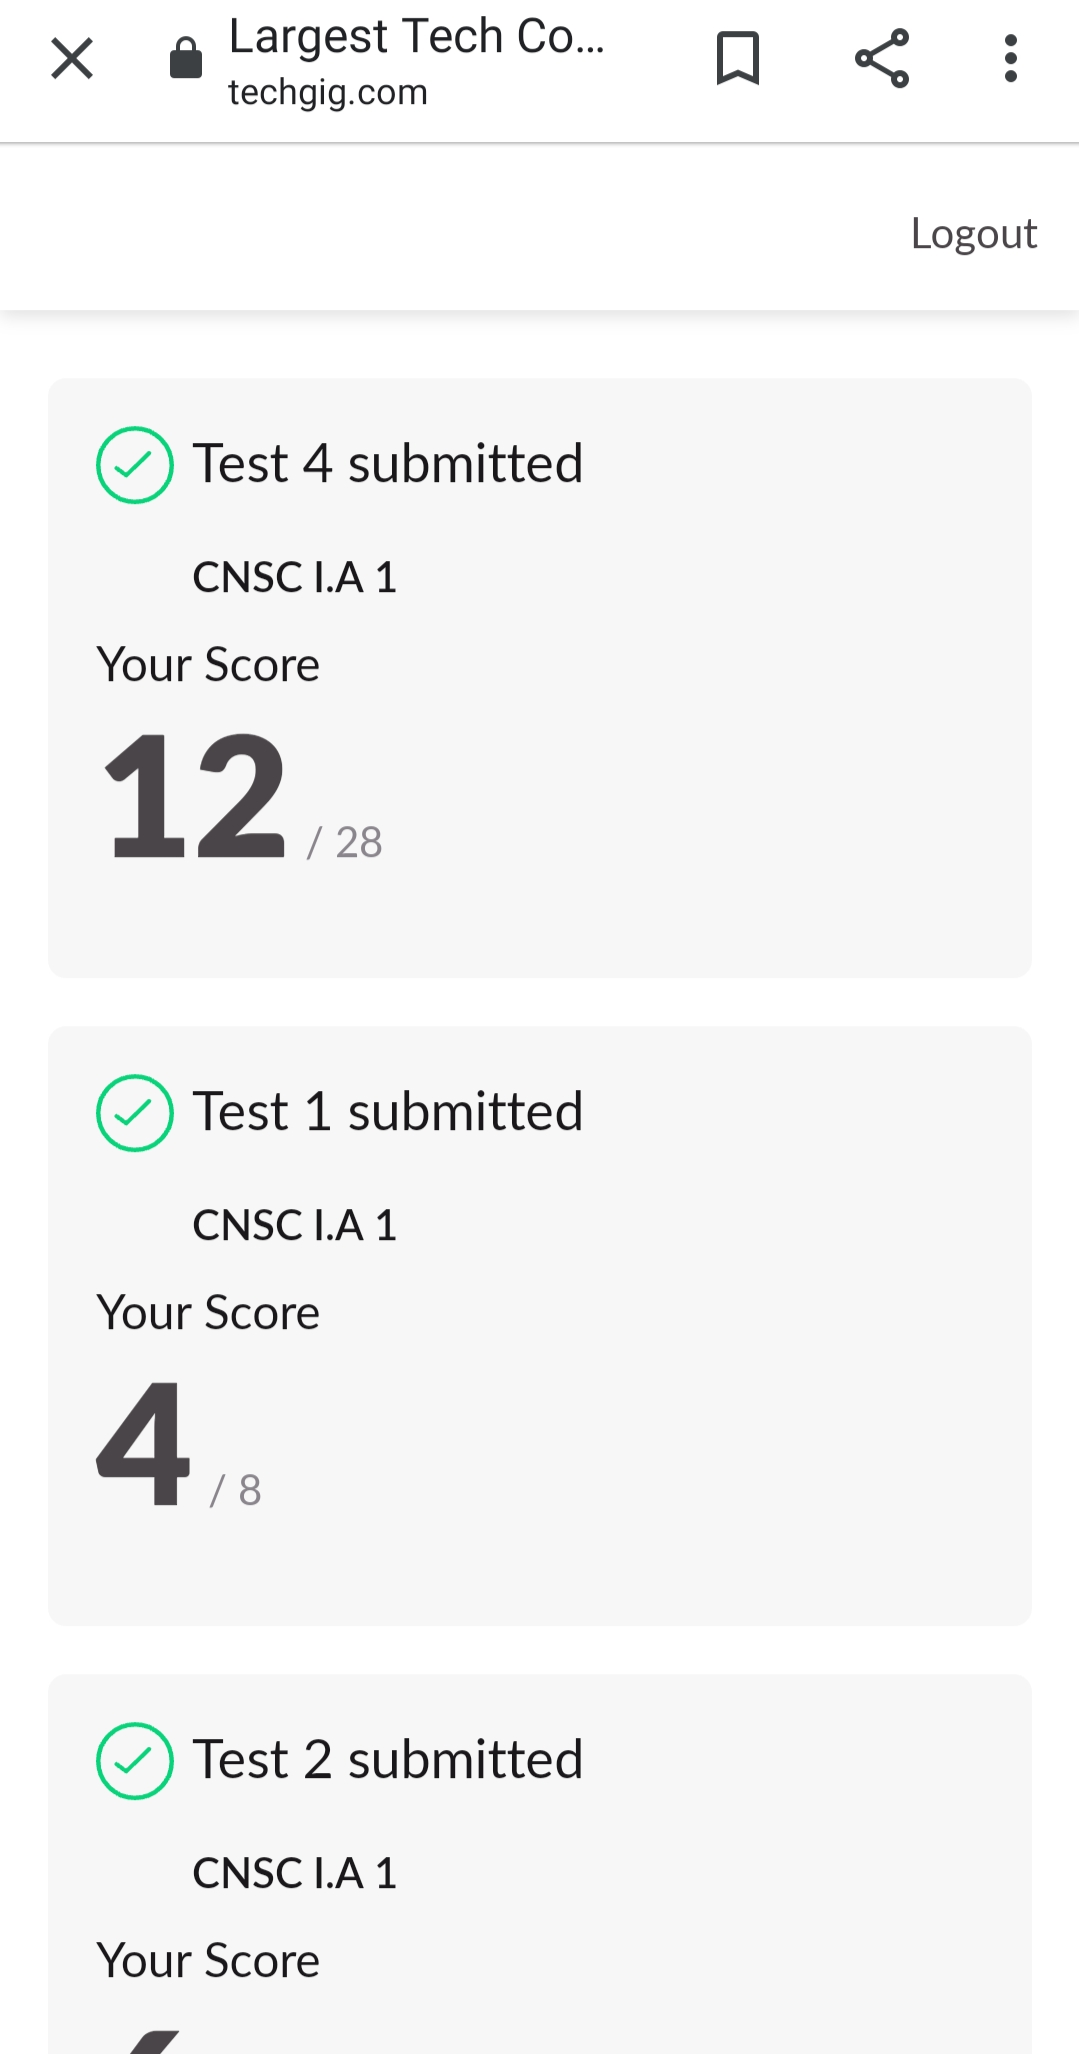 Largest Tech Co...
techgig.com
Logout
Test 4 submitted
CNSC I.A 1
Your Score
12 / 28
Test 1 submitted
CNSC I.A 1
Your Score
4 / 8
Test 2 submitted
CNSC I.A 1
Your Score